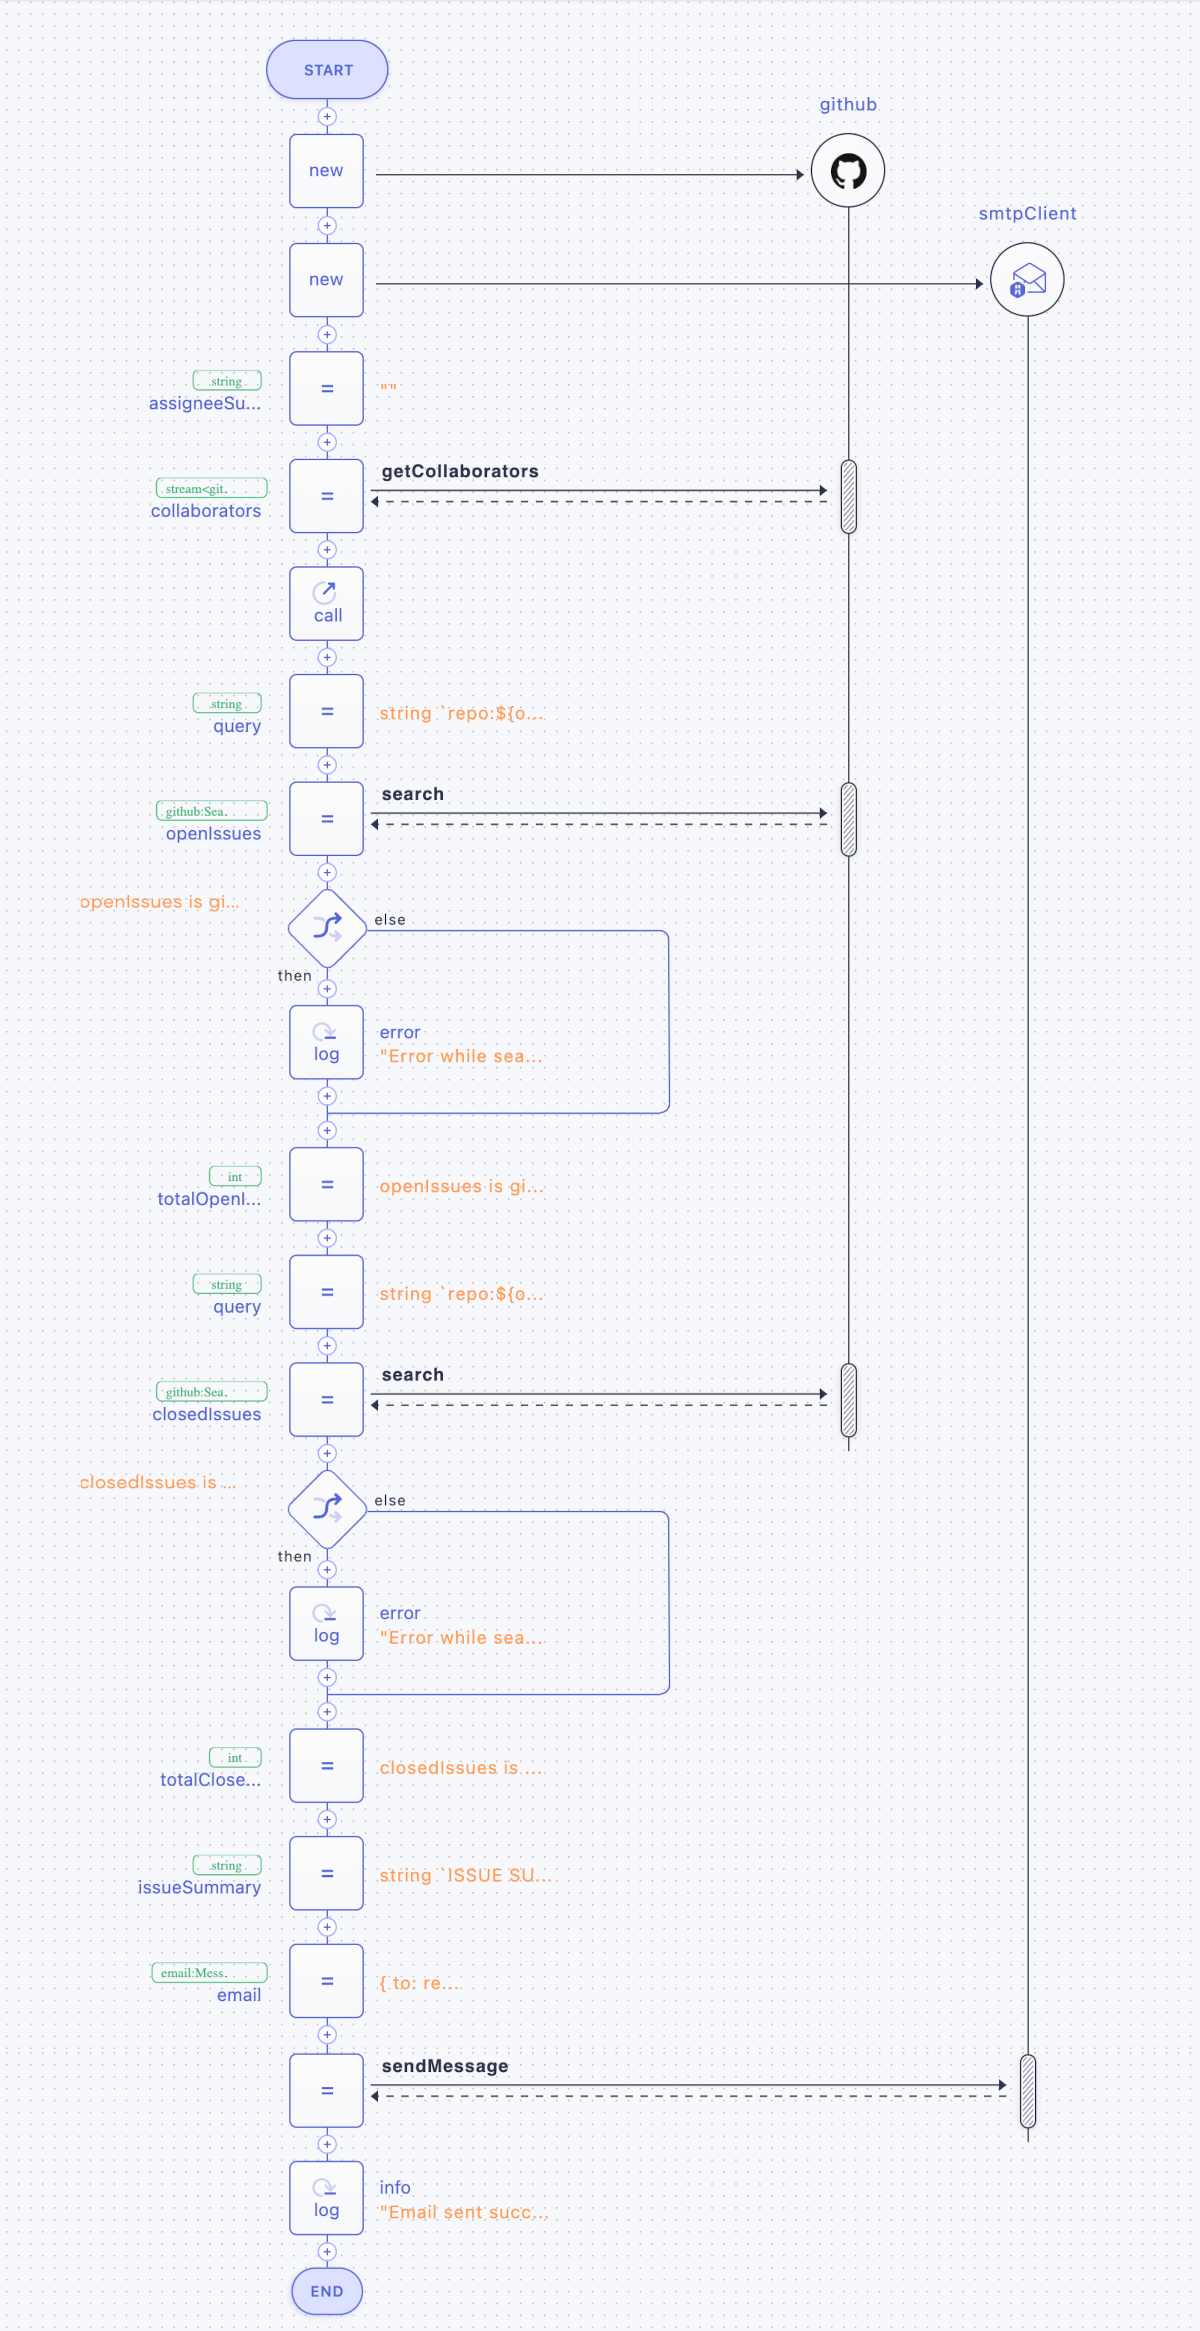 START
github
new
smtpClient
new
string
assigneeSu...
=
""
getCollaborators
stream<git.
collaborators
=
call
string
query
=
string `repo:${o...
search
github:Sea.
openIssues
=
openIssues is gi...
else
then
log
error
"Error while sea...
int
totalOpenI...
=
openIssues is gi...
string
query
=
string `repo:${o...
search
github:Sea.
closedIssues
=
closedIssues is ...
else
then
log
error
"Error while sea...
int
totalClose...
=
closedIssues is ...
string
issueSummary
=
string `ISSUE SU...
email:Mess.
email
=
{ to: re...
sendMessage
=
log
info
"Email sent succ...
END